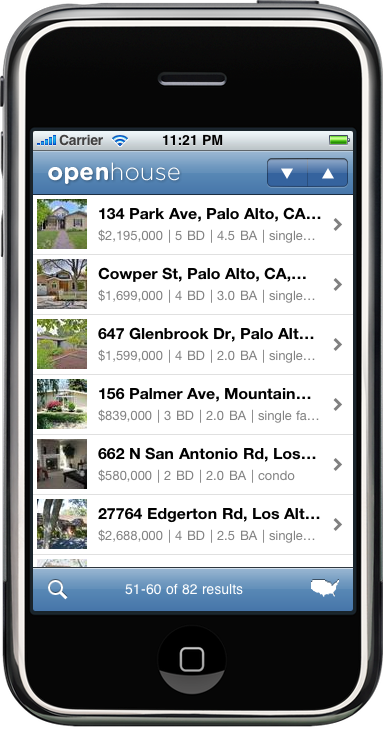 Carrier 11:21 PM
openhouse
134 Park Ave, Palo Alto, CA...
$2,195,000 | 5 BD | 4.5 BA | single...
Cowper St, Palo Alto, CA,...
$1,699,000 | 4 BD | 3.0 BA | single...
647 Glenbrook Dr, Palo Alt...
$1,599,000 | 4 BD | 2.0 BA | single...
156 Palmer Ave, Mountain...
$839,000 | 3 BD | 2.0 BA | single fa...
662 N San Antonio Rd, Los...
$580,000 | 2 BD | 2.0 BA | condo
27764 Edgerton Rd, Los Alt...
$2,688,000 | 4 BD | 2.5 BA | single...
51-60 of 82 results